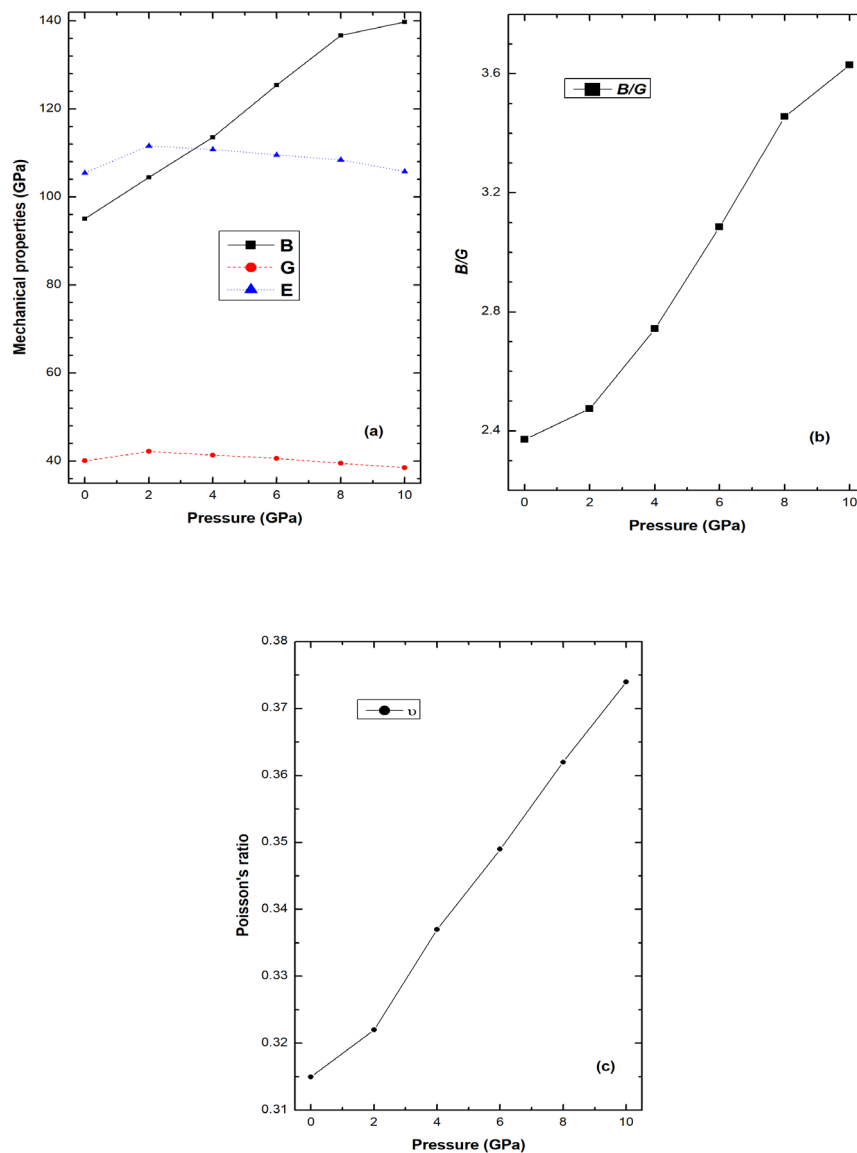 140
120
100
80
60
40
Mechanical properties (GPa)
B
G
E
(a)
0 2 4 6 8 10
Pressure (GPa)
3.6
3.2
2.8
2.4
B/G
B/G
(b)
0 2 4 6 8 10
Pressure (GPa)
0.38
0.37
0.36
0.35
0.34
0.33
0.32
0.31
Poisson's ratio
υ
(c)
0 2 4 6 8 10
Pressure (GPa)